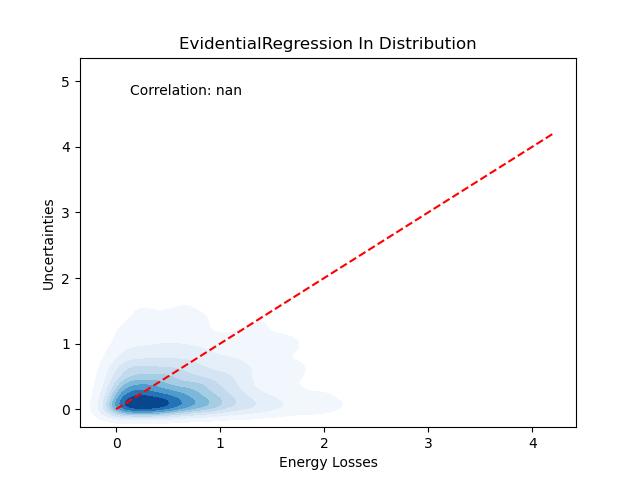 EvidentialRegression In Distribution
Correlation: nan
5
4
3
2
1
0
Uncertainties
0 1 2 3 4
Energy Losses